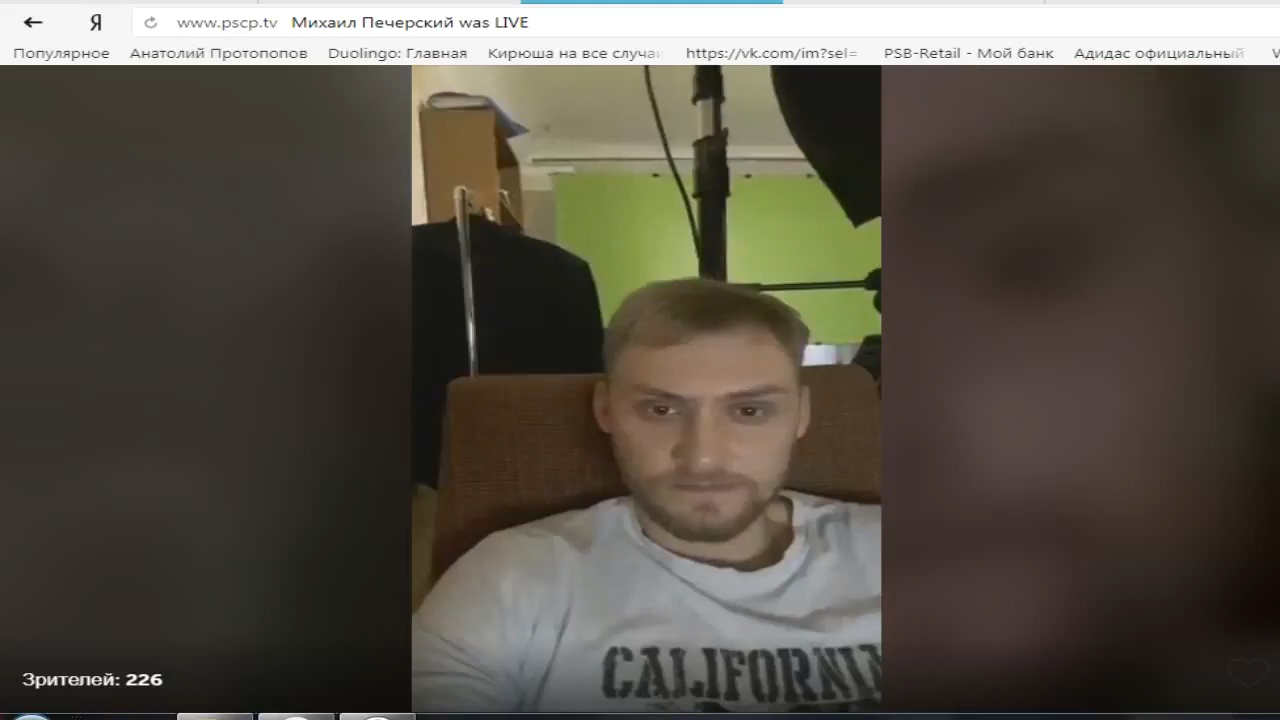 Я www.pscp.tv Михаил Печерский was LIVE
Популярное Анатолий Протопопов Duolingo: Главная Кирюша на все случаи https://vk.com/im?sel= PSB-Retail - Мой банк Адидас официальный
CALIFORNIA
Зрителей: 226